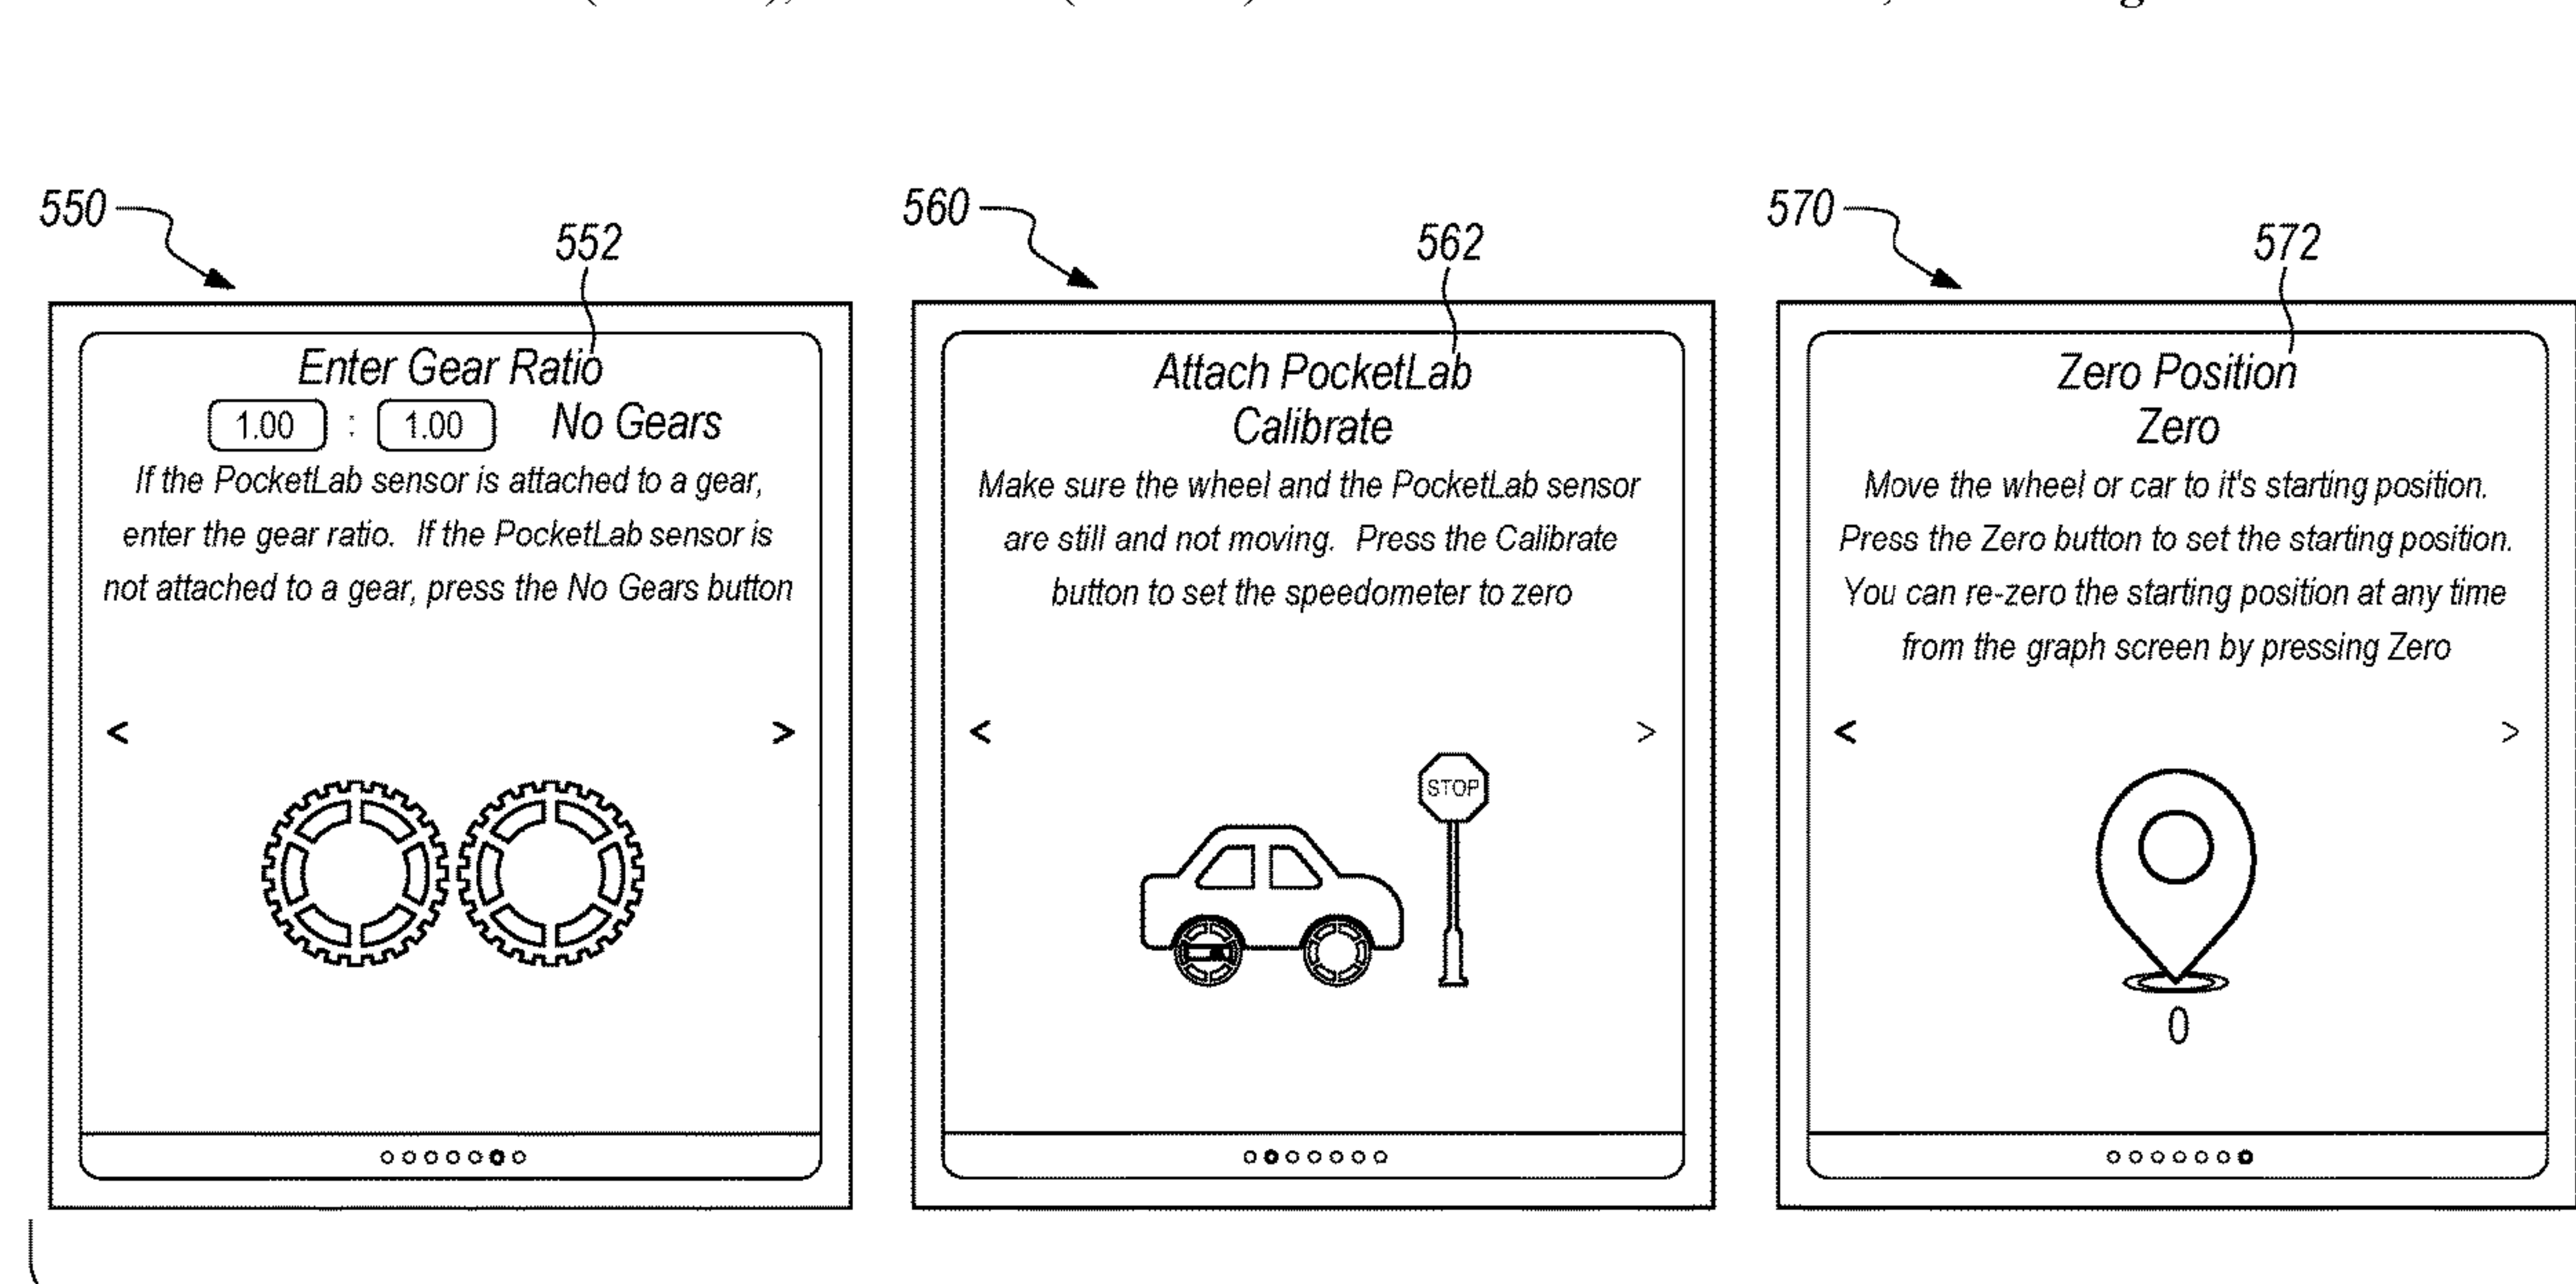 550
552
Enter Gear Ratio
1.00 : 1.00 No Gears
If the PocketLab sensor is attached to a gear,
enter the gear ratio. If the PocketLab sensor is
not attached to a gear, press the No Gears button
< >
560
562
Attach PocketLab
Calibrate
Make sure the wheel and the PocketLab sensor
are still and not moving. Press the Calibrate
button to set the speedometer to zero
< >
STOP
570
572
Zero Position
Zero
Move the wheel or car to it's starting position.
Press the Zero button to set the starting position.
You can re-zero the starting position at any time
from the graph screen by pressing Zero
< >
0